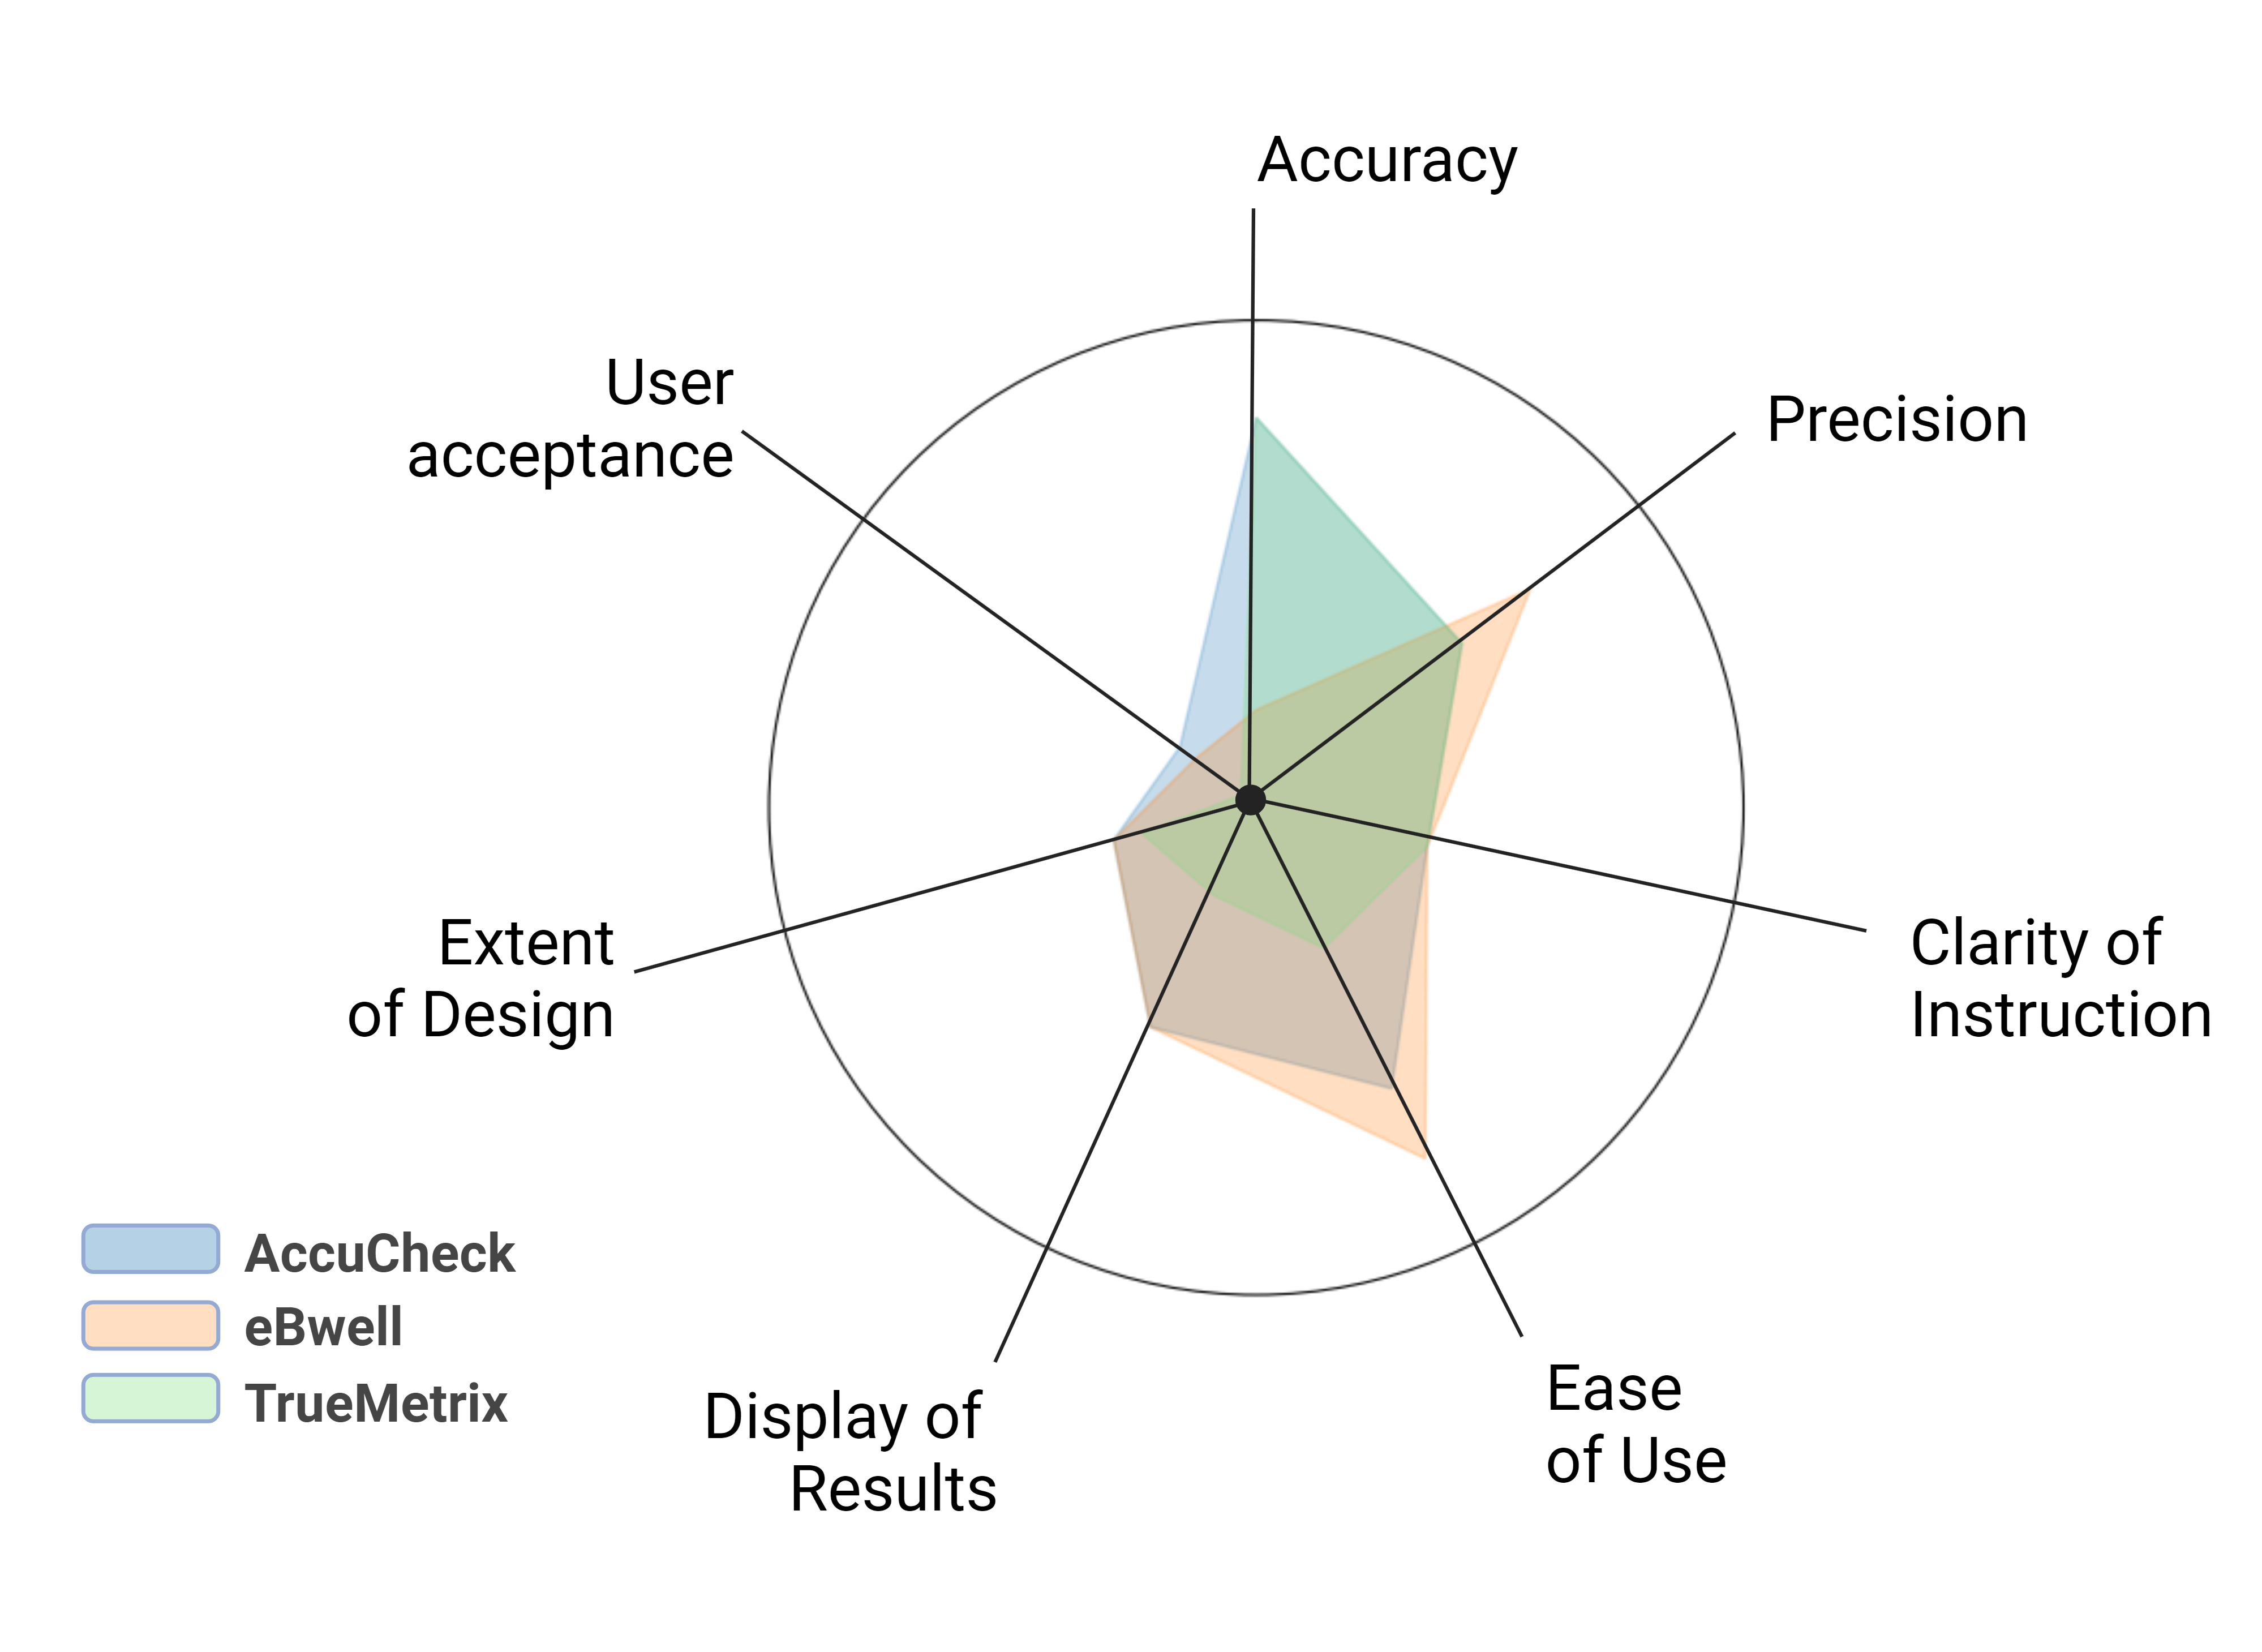 Accuracy
User
acceptance
Precision
Extent
of Design
Clarity of
Instruction
Display of
Results
Ease
of Use
AccuCheck
eBwell
TrueMetrix